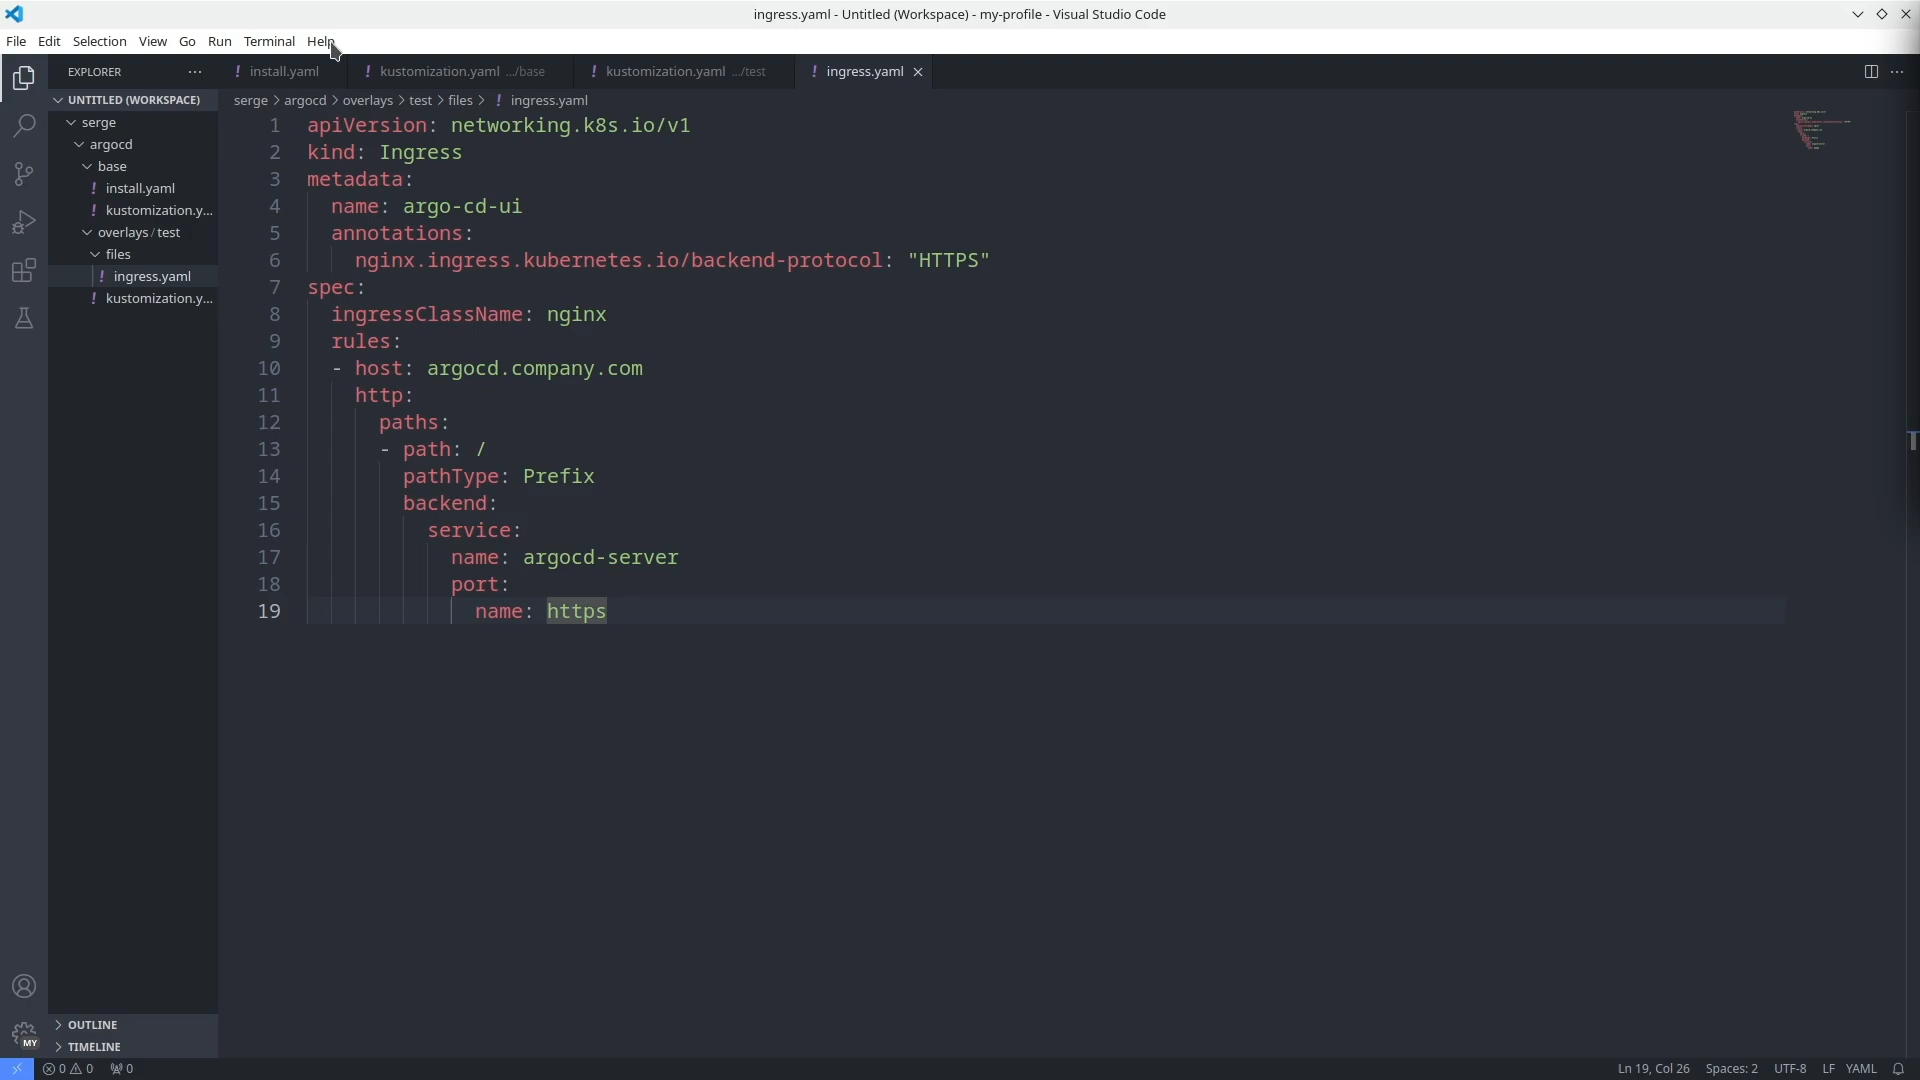 ingress.yaml - Untitled (Workspace) - my-profile - Visual Studio Code
File Edit Selection View Go Run Terminal Help
EXPLORER
install.yaml
kustomization.yaml .../base
kustomization.yaml .../test
ingress.yaml
UNTITLED (WORKSPACE)
serge
argocd
base
install.yaml
kustomization.y...
overlays / test
files
ingress.yaml
kustomization.y...
OUTLINE
TIMELINE
MY
serge > argocd > overlays > test > files > ! ingress.yaml
1 apiVersion: networking.k8s.io/v1
2 kind: Ingress
3 metadata:
4   name: argo-cd-ui
5   annotations:
6     nginx.ingress.kubernetes.io/backend-protocol: "HTTPS"
7 spec:
8   ingressClassName: nginx
9   rules:
10   - host: argocd.company.com
11     http:
12       paths:
13       - path: /
14         pathType: Prefix
15         backend:
16           service:
17             name: argocd-server
18             port:
19               name: https
0 0 0
Ln 19, Col 26 Spaces: 2 UTF-8 LF YAML